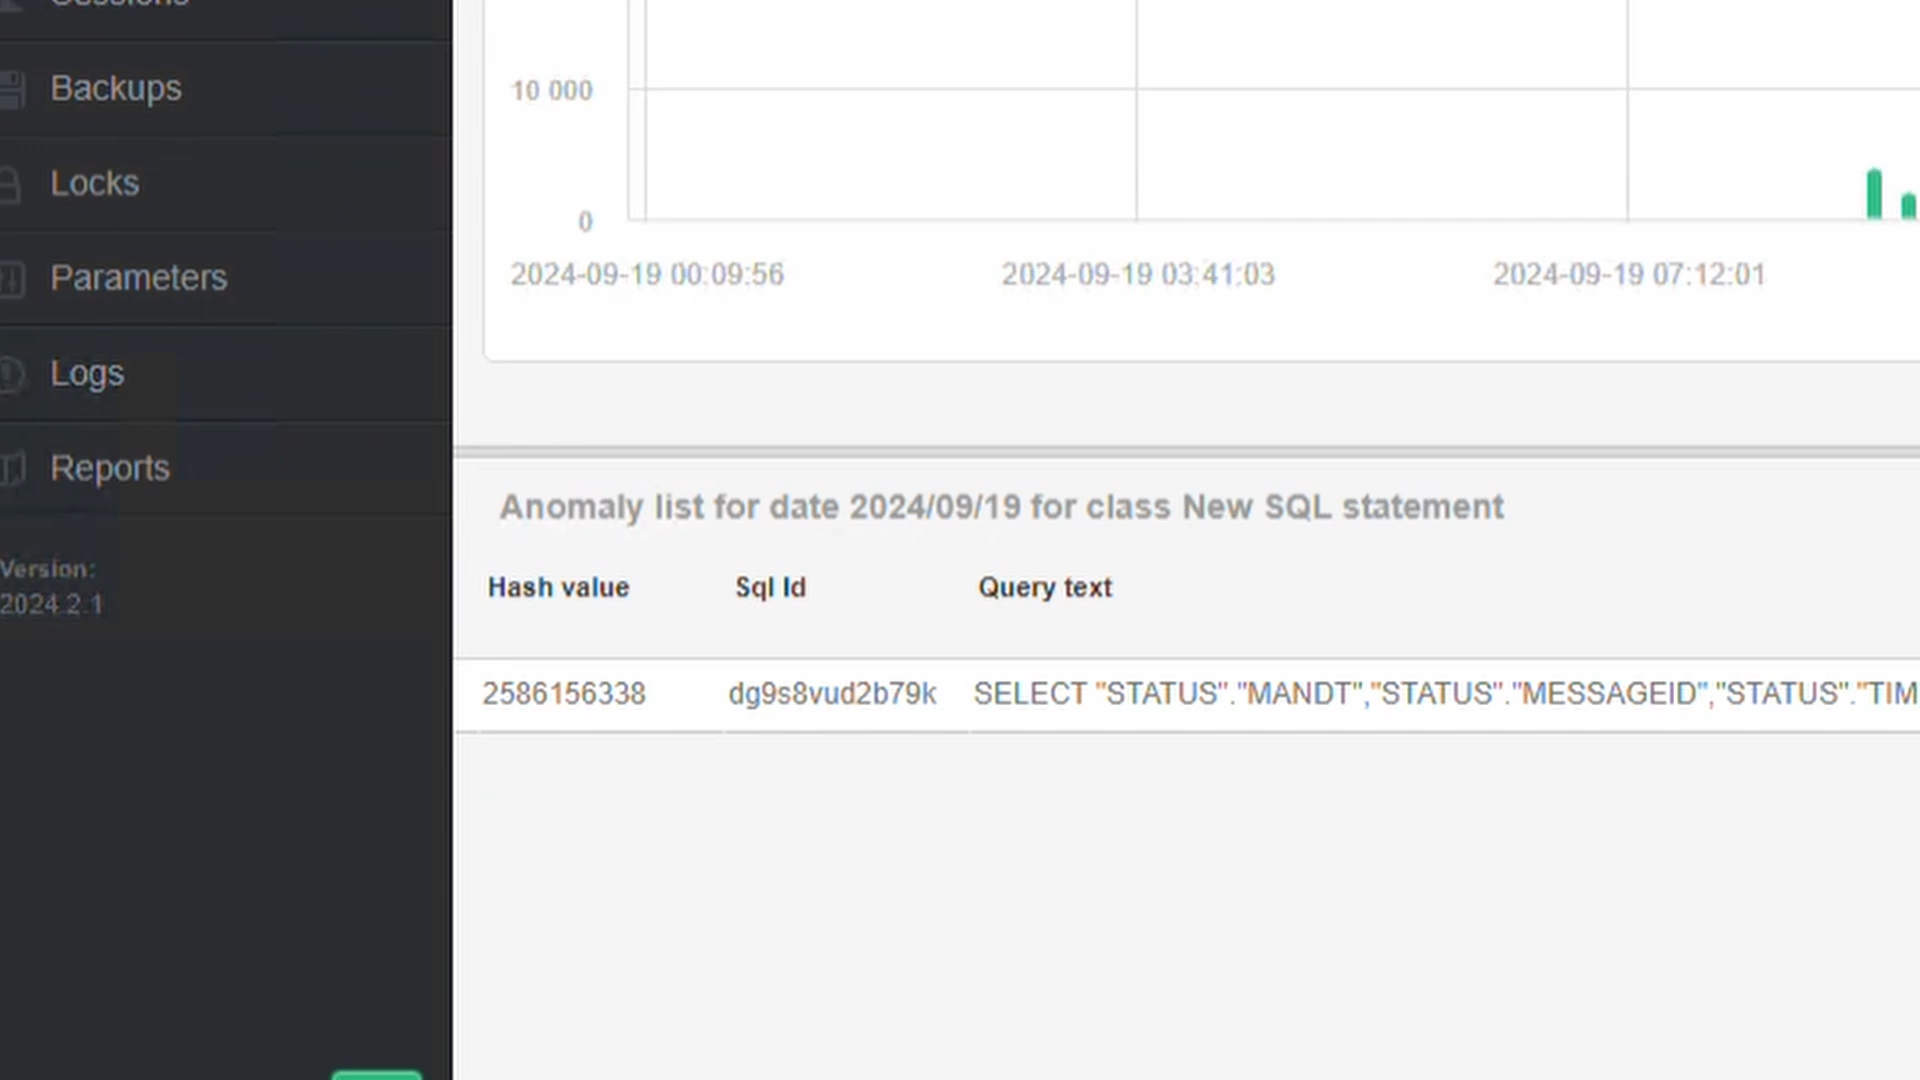 Sessions
Backups
Locks
Parameters
Logs
Reports
Version:
2024.2.1
10 000
0
2024-09-19 00:09:56
2024-09-19 03:41:03
2024-09-19 07:12:01
Anomaly list for date 2024/09/19 for class New SQL statement
Hash value
Sql Id
Query text
2586156338
dg9s8vud2b79k
SELECT "STATUS"."MANDT","STATUS"."MESSAGEID","STATUS"."TIM